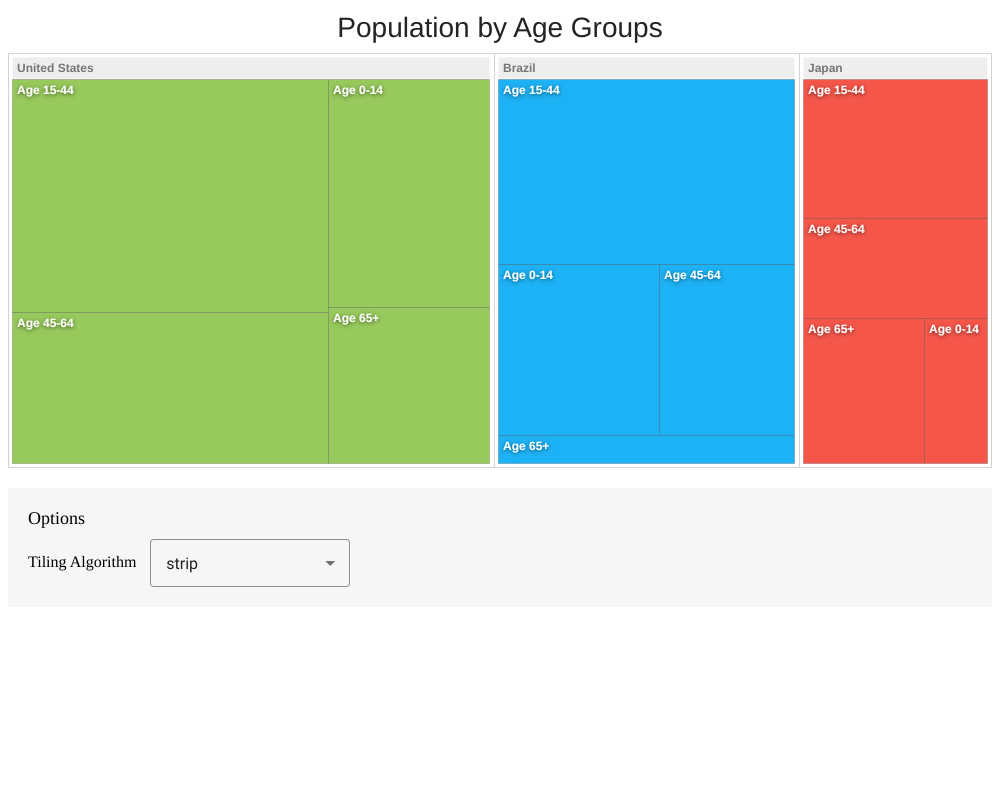 Population by Age Groups
United States
Age 15-44
Age 0-14
Age 45-64
Age 65+
Brazil
Age 15-44
Age 0-14
Age 45-64
Age 65+
Japan
Age 15-44
Age 45-64
Age 65+
Age 0-14
Options
Tiling Algorithm
strip